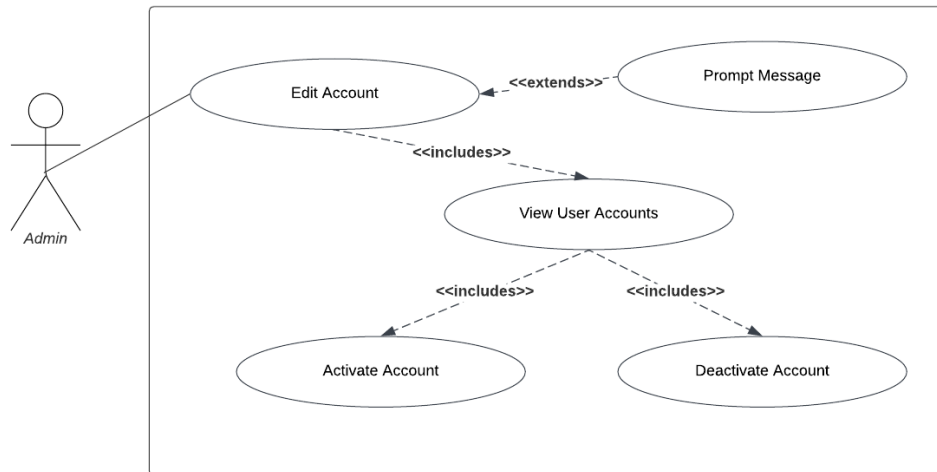 Prompt Message
<<extends>>
Edit Account
<<includes>>
View User Accounts
Admin
<<includes>>
<<includes>>
Activate Account
Deactivate Account